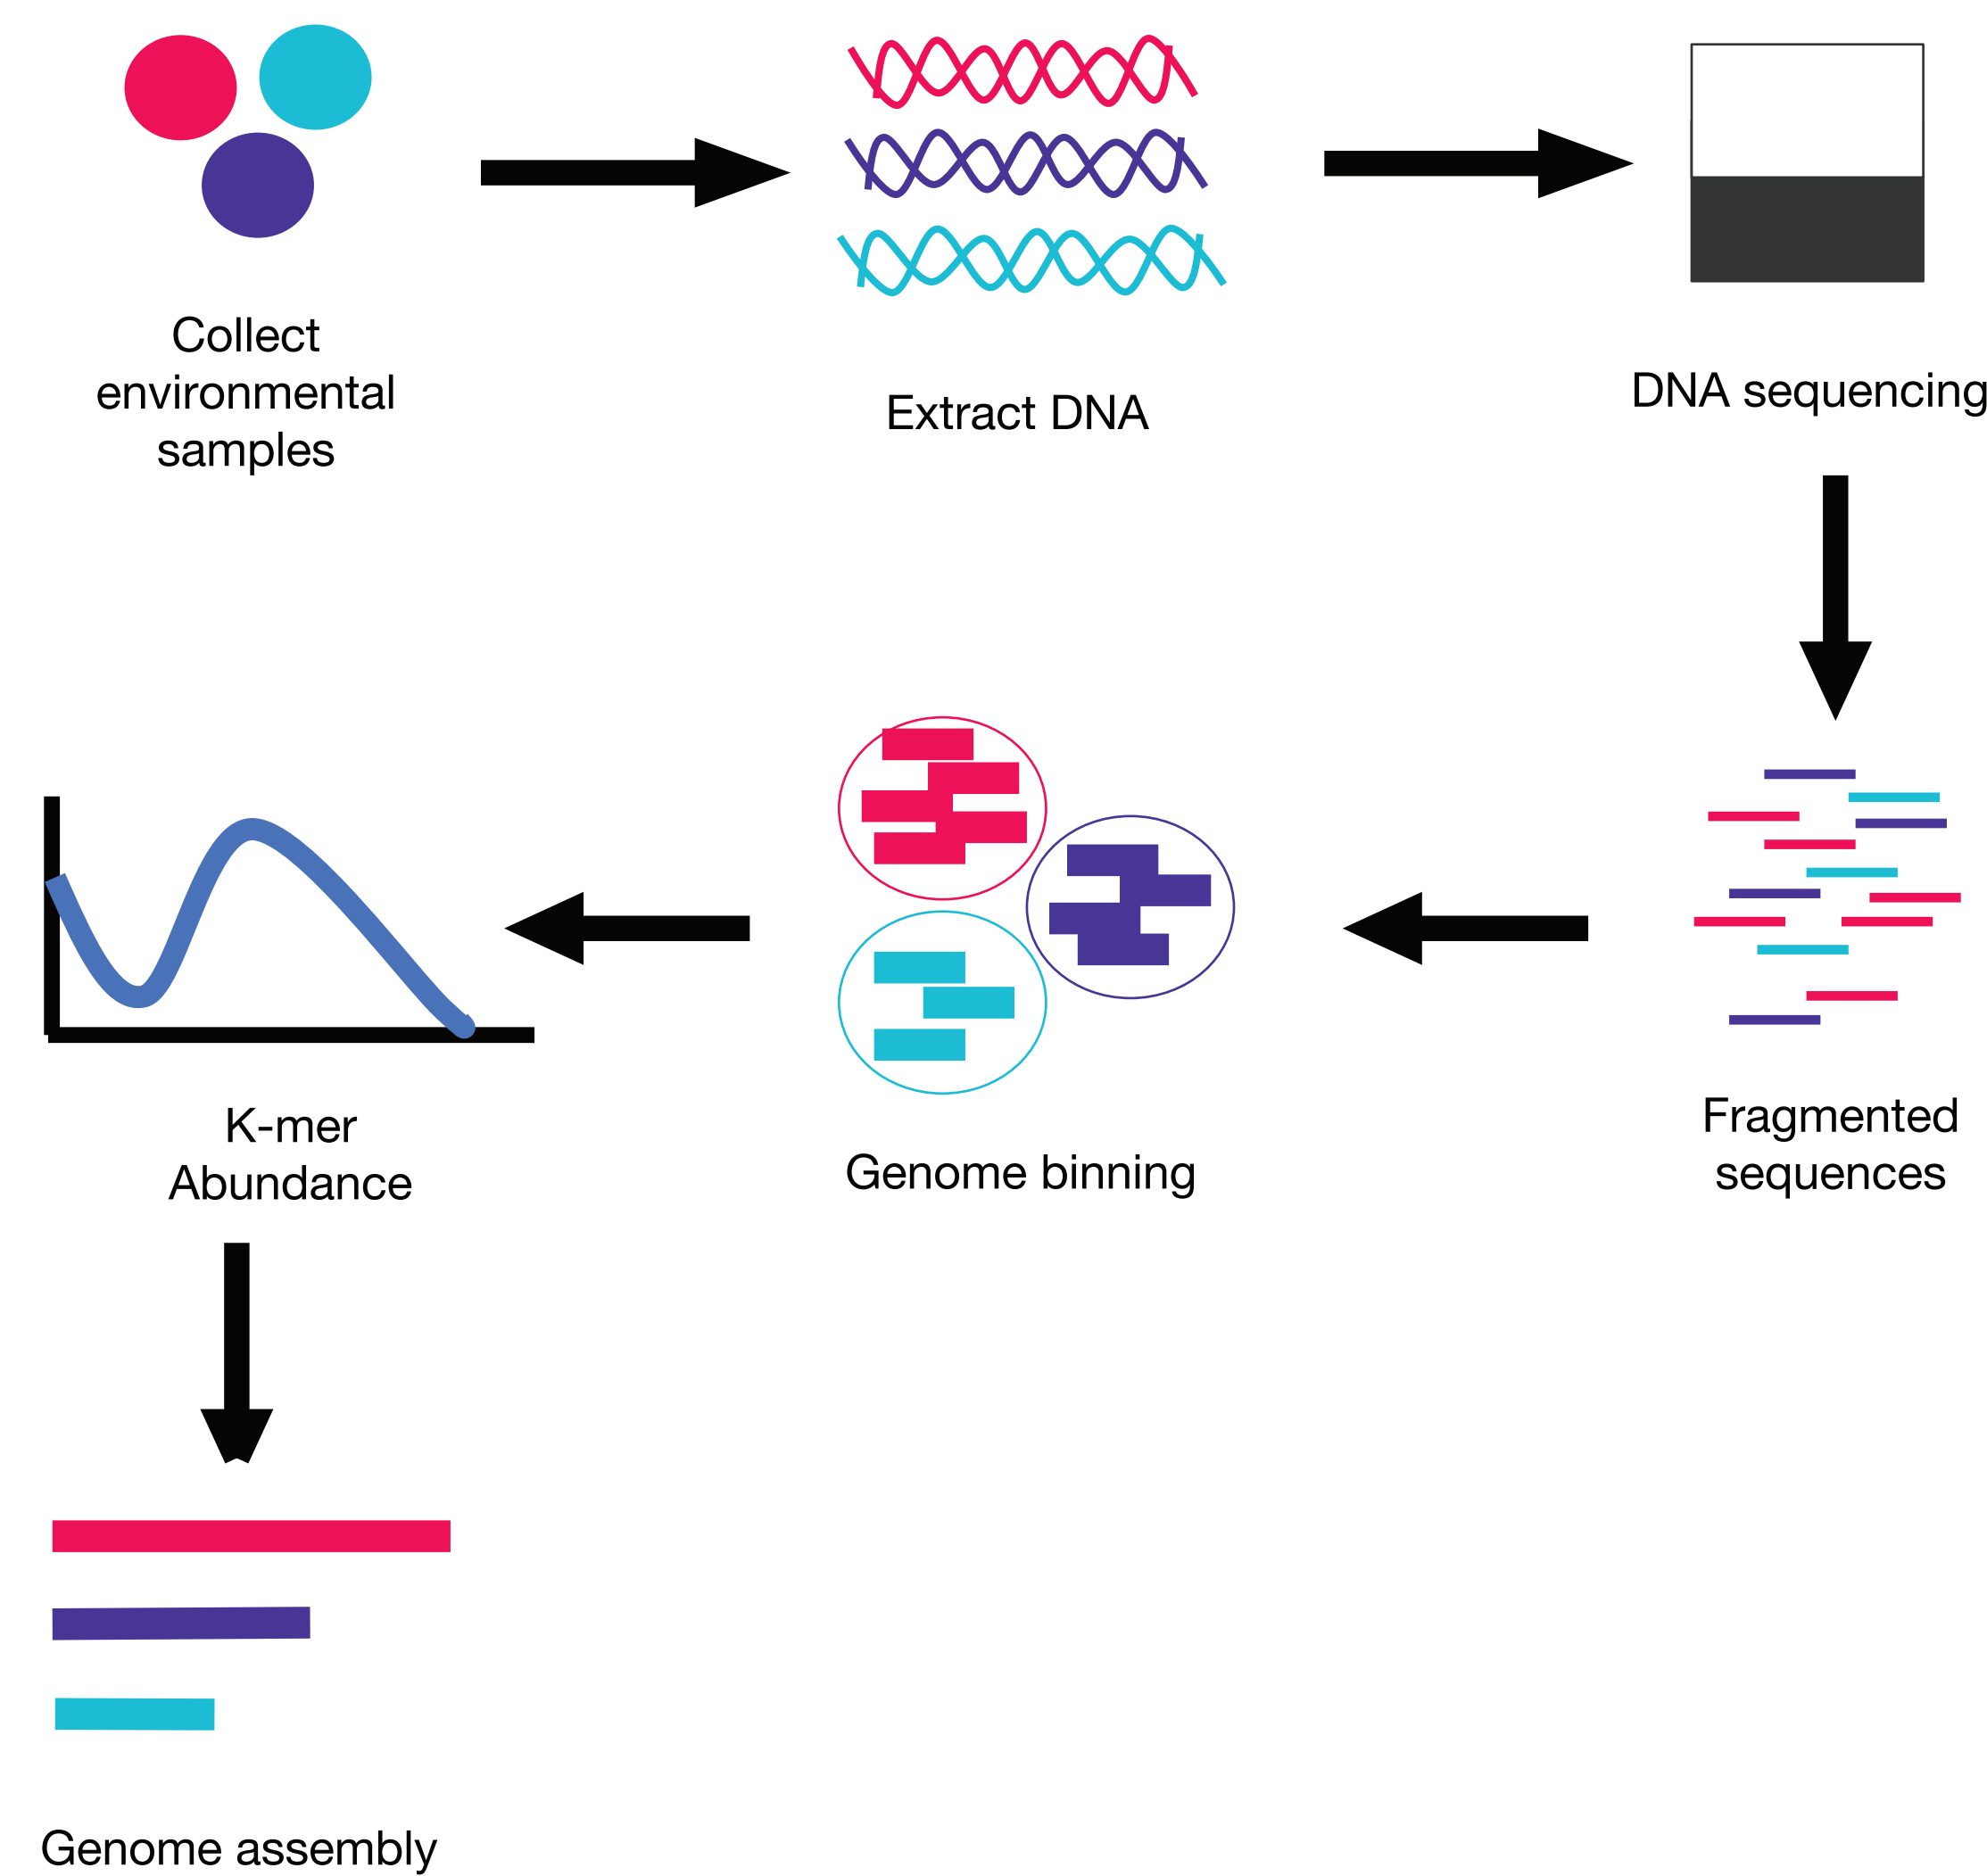 Collect
environmental
samples
Extract DNA
DNA sequencing
Fragmented
sequences
Genome binning
K-mer
Abundance
Genome assembly